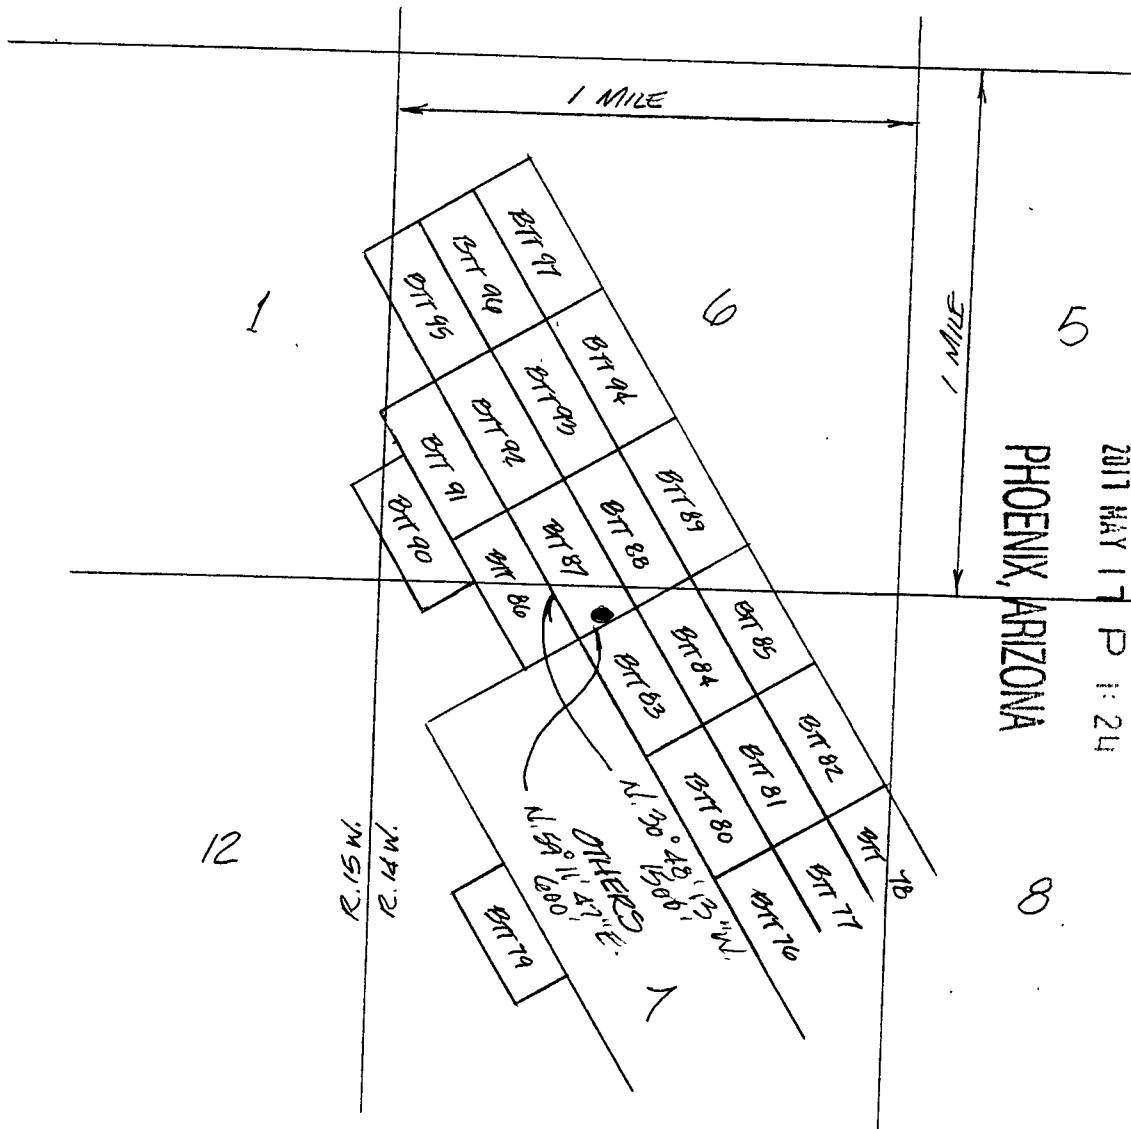 1 MILE
1 MILE
1
6
5
BTT 97
BTT 96
BTT 95
BTT 94
BTT 93
BTT 92
BTT 91
BTT 90
BTT 89
BTT 88
BTT 87
BTT 86
BTT 85
BTT 84
BTT 83
BTT 82
BTT 81
BTT 80
BTT 79
BTT 78
BTT 77
BTT 76
2017 MAY 17 P 1:24
PHOENIX, ARIZONA
12
R.15W.
R.14W.
N. 30° 48' 13"W.
1500'
N. 59° 11' 47"E.
600'
OTHERS
7
8